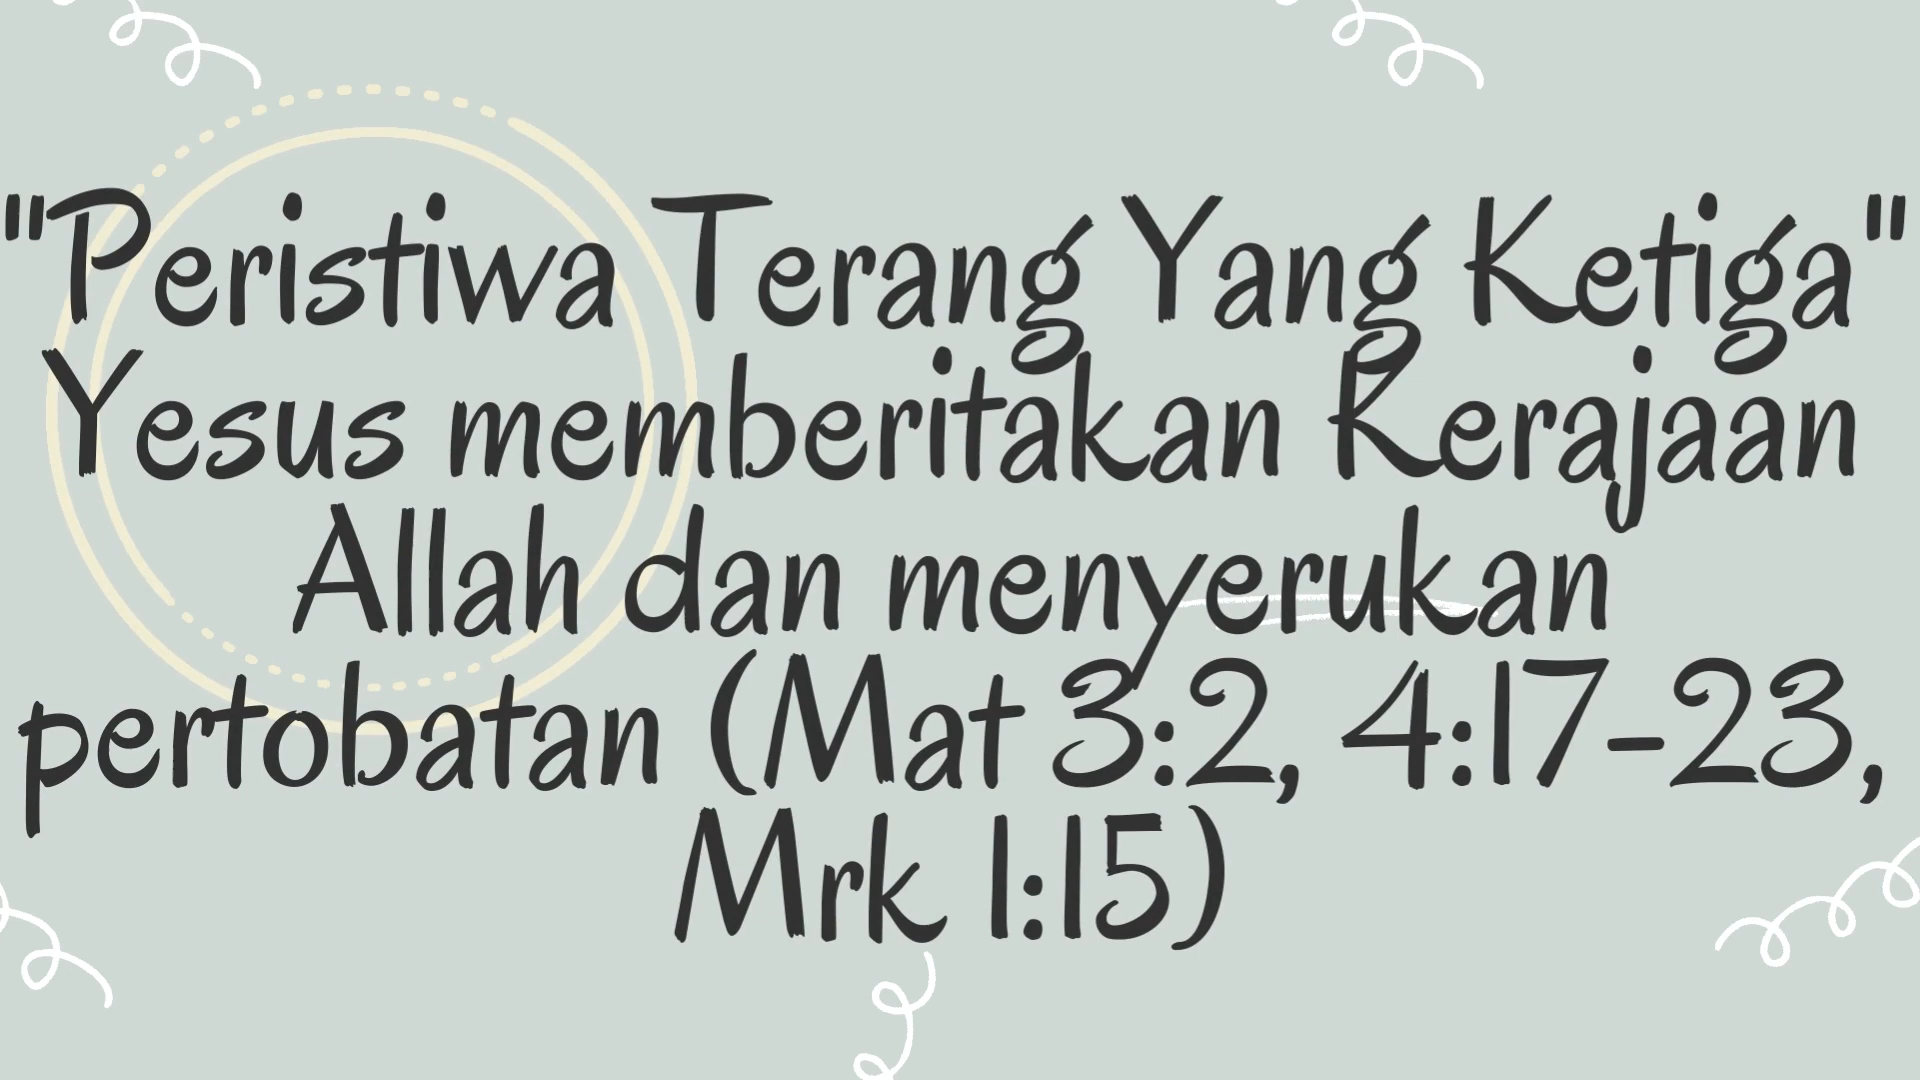 "Peristiwa Terang Yang Ketiga"
Yesus memberitakan Kerajaan
Allah dan menyerukan
pertobatan (Mat 3:2, 4:17-23,
Mrk 1:15)